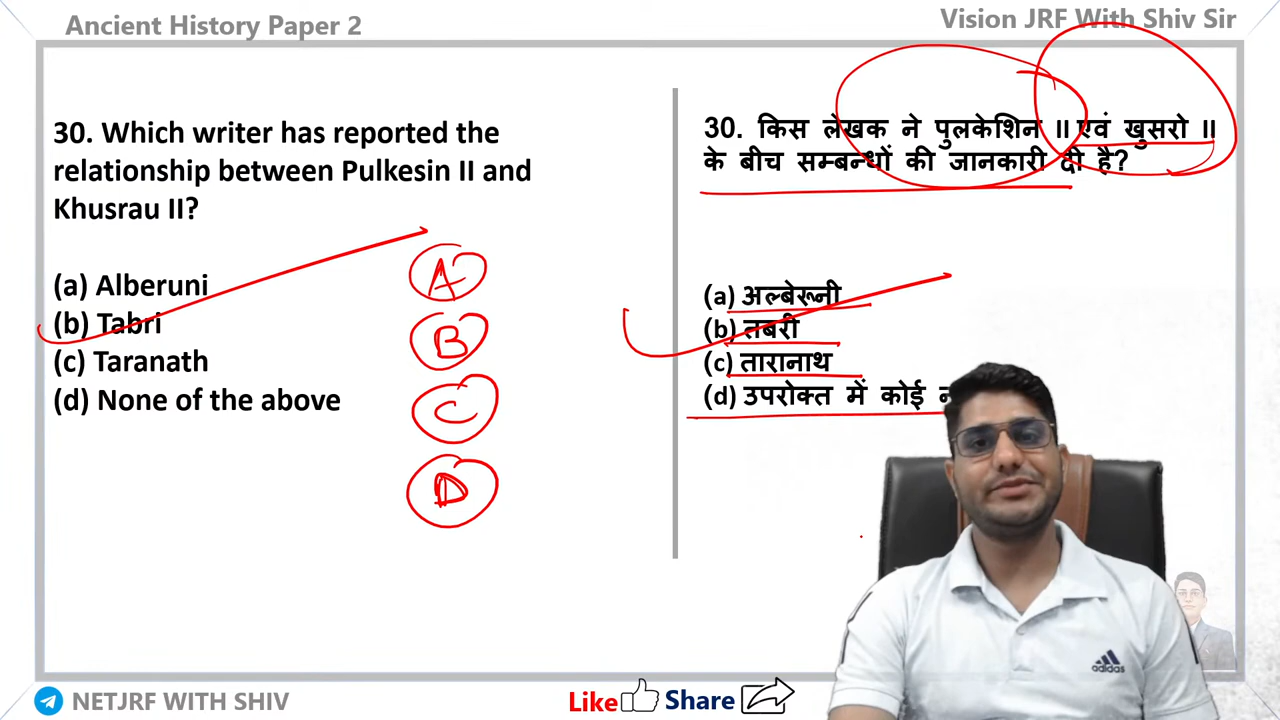 Ancient History Paper 2
Vision JRF With Shiv Sir
30. Which writer has reported the
relationship between Pulkesin II and
Khusrau II?
(a) Alberuni
(b) Tabri
(c) Taranath
(d) None of the above
A
B
C
D
30. किस लेखक ने पुलकेशिन II एवं खुसरो II
के बीच सम्बन्धों की जानकारी दी है?
(a) अल्बेरूनी
(b) तबरी
(c) तारानाथ
(d) उपरोक्त में कोई
adidas
NETJRF WITH SHIV
Like Share